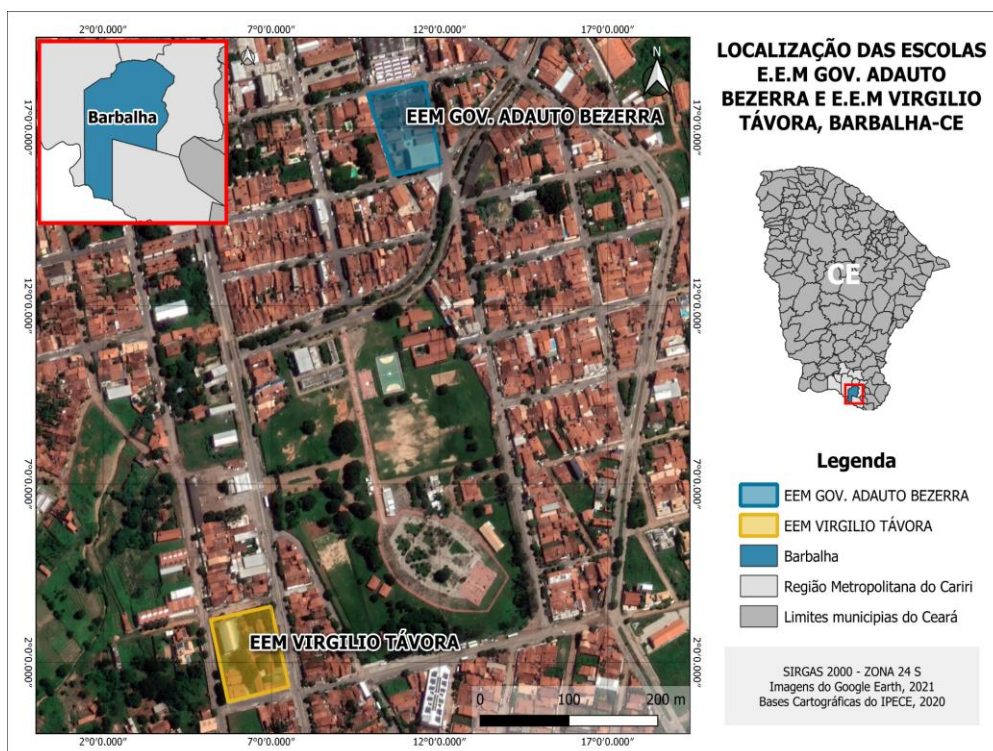 2°0'0.000" 7°0'0.000" 12°0'0.000" 17°0'0.000"
17°0'0.000"
12°0'0.000"
7°0'0.000"
2°0'0.000"
Barbalha
N
EEM GOV. ADAUTO BEZERRA
EEM VIRGILIO TÁVORA
0 100 200 m
17°0'0.000"
12°0'0.000"
7°0'0.000"
2°0'0.000"
2°0'0.000" 7°0'0.000" 12°0'0.000" 17°0'0.000"
LOCALIZAÇÃO DAS ESCOLAS
E.E.M GOV. ADAUTO
BEZERRA E E.E.M VIRGILIO
TÁVORA, BARBALHA-CE
CE
Legenda
EEM GOV. ADAUTO BEZERRA
EEM VIRGILIO TÁVORA
Barbalha
Região Metropolitana do Cariri
Limites municipias do Ceará
SIRGAS 2000 - ZONA 24 S
Imagens do Google Earth, 2021
Bases Cartográficas do IPECE, 2020